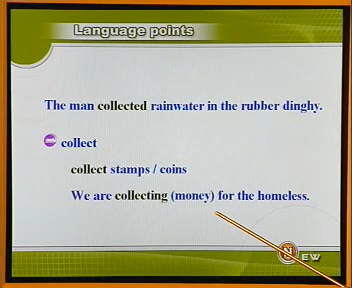 Language points
The man collected rainwater in the rubber dinghy.
collect
collect stamps / coins
We are collecting (money) for the homeless.
N EW